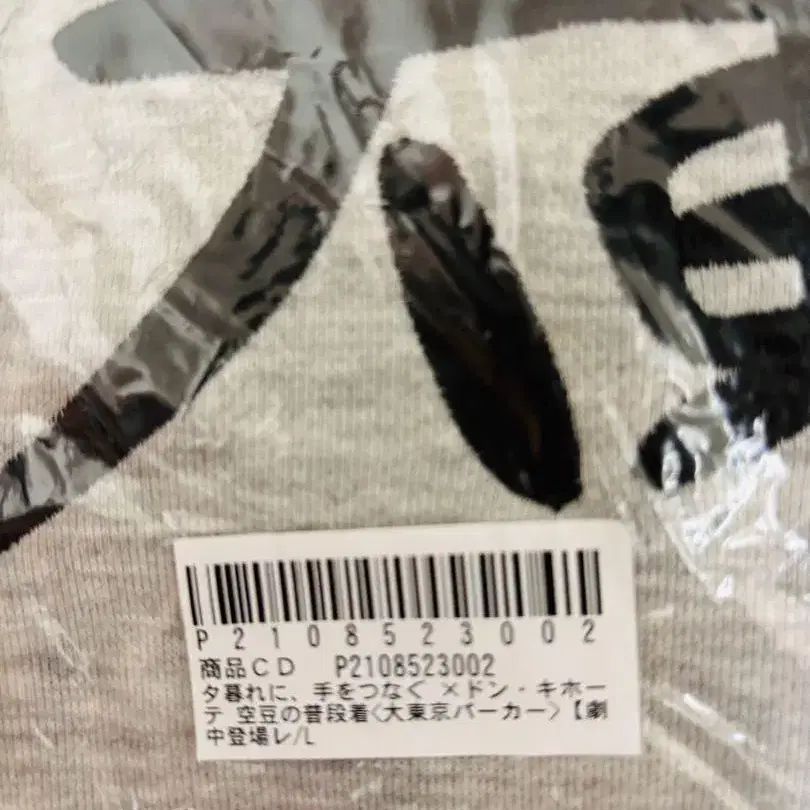 P2108523002
商品CD P2108523002
夕暮れに、手をつなぐ ×ドン・キホー
テ 空豆の普段着<大東京パーカー>【劇
中登場レ/L